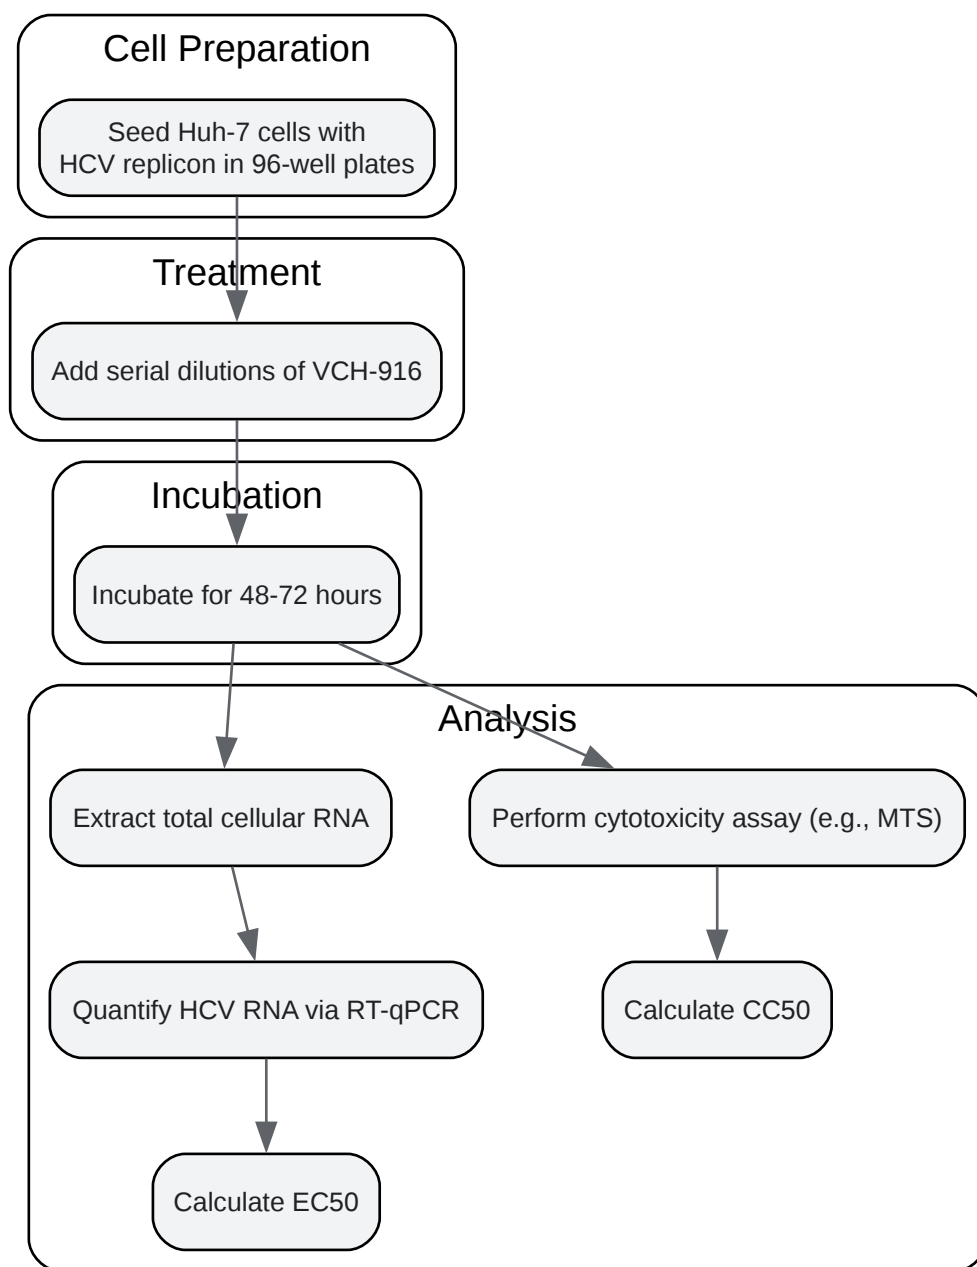 Cell Preparation
Seed Huh-7 cells with
HCV replicon in 96-well plates
Treatment
Add serial dilutions of VCH-916
Incubation
Incubate for 48-72 hours
Analysis
Extract total cellular RNA
Perform cytotoxicity assay (e.g., MTS)
Quantify HCV RNA via RT-qPCR
Calculate CC50
Calculate EC50